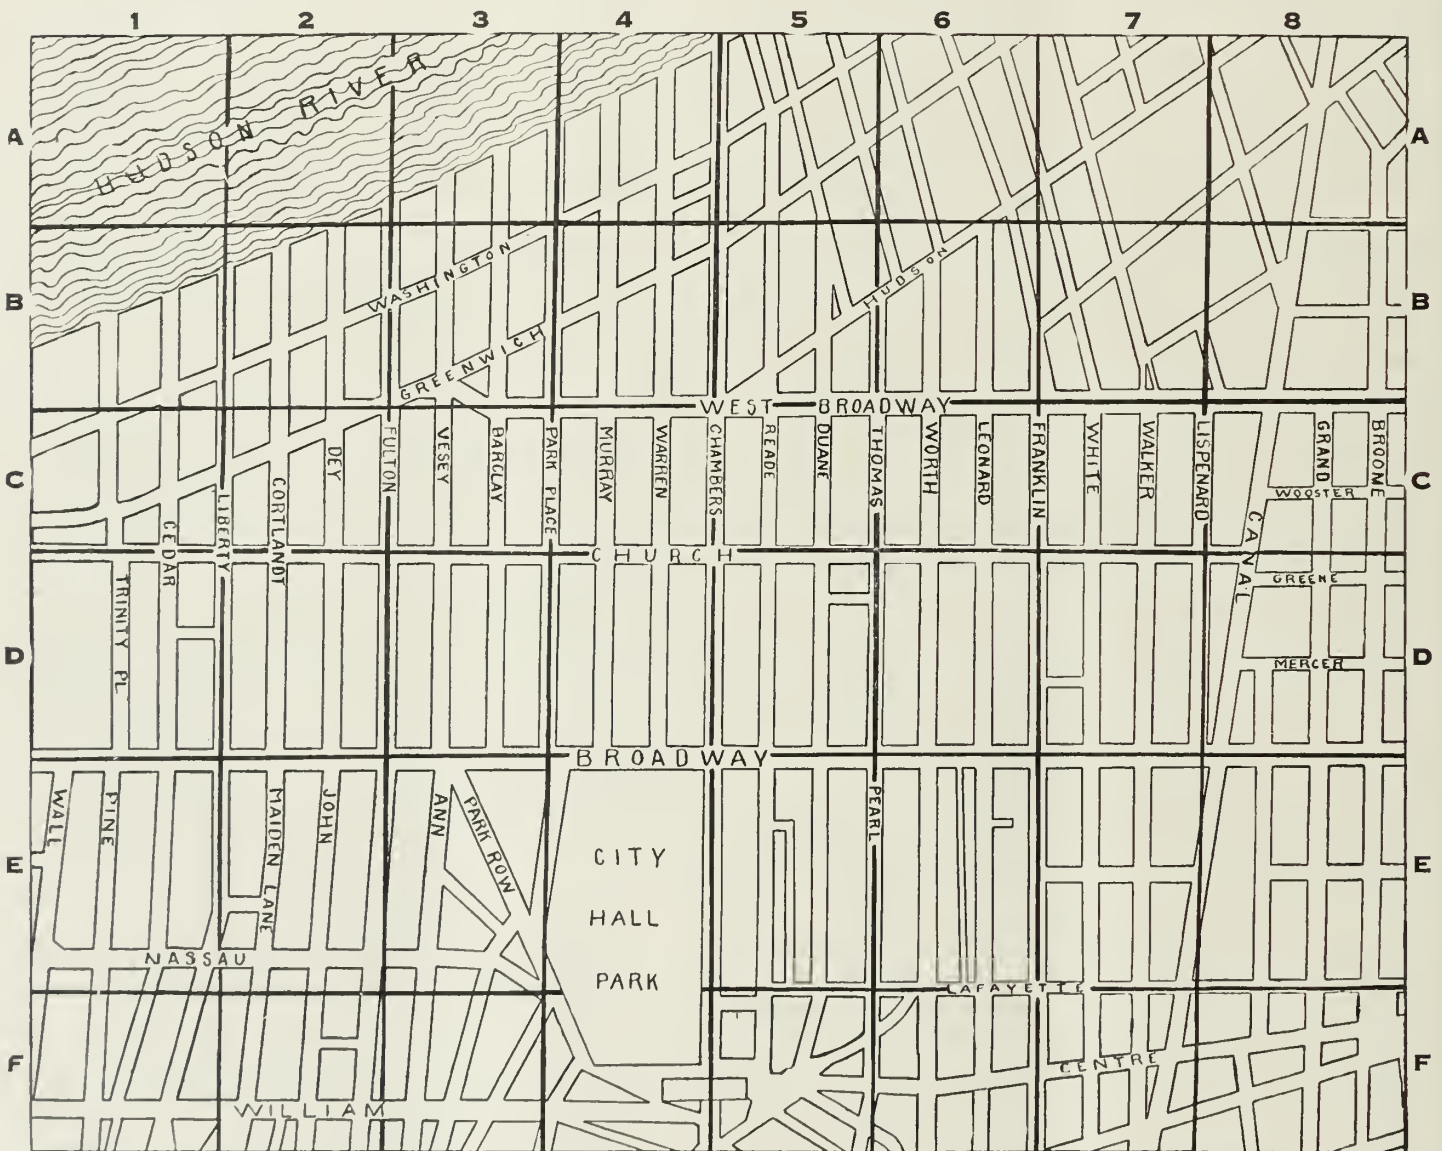 1 2 3 4 5 6 7 8
HUDSON RIVER
A A
WASHINGTON
HUDSON
B B
GREENWICH
WEST BROADWAY
FULTON
VESEY
BARCLAY
PARK PLACE
MURRAY
WARREN
CHAMBERS
READE
DUANE
THOMAS
WORTH
LEONARD
FRANKLIN
WHITE
WALKER
LISPENARD
GRAND
BROOME
DEY
C C
CORTLANDT
LIBERTY
CEDAR
WOOSTER
CANAL
CHURCH
TRINITY PL
GREENE
D D
MERCER
BROADWAY
WALL
PINE
MAIDEN LANE
JOHN
ANN
PARK ROW
PEARL
CITY
HALL
PARK
E E
NASSAU
LAFAYETTE
F F
CENTRE
WILLIAM